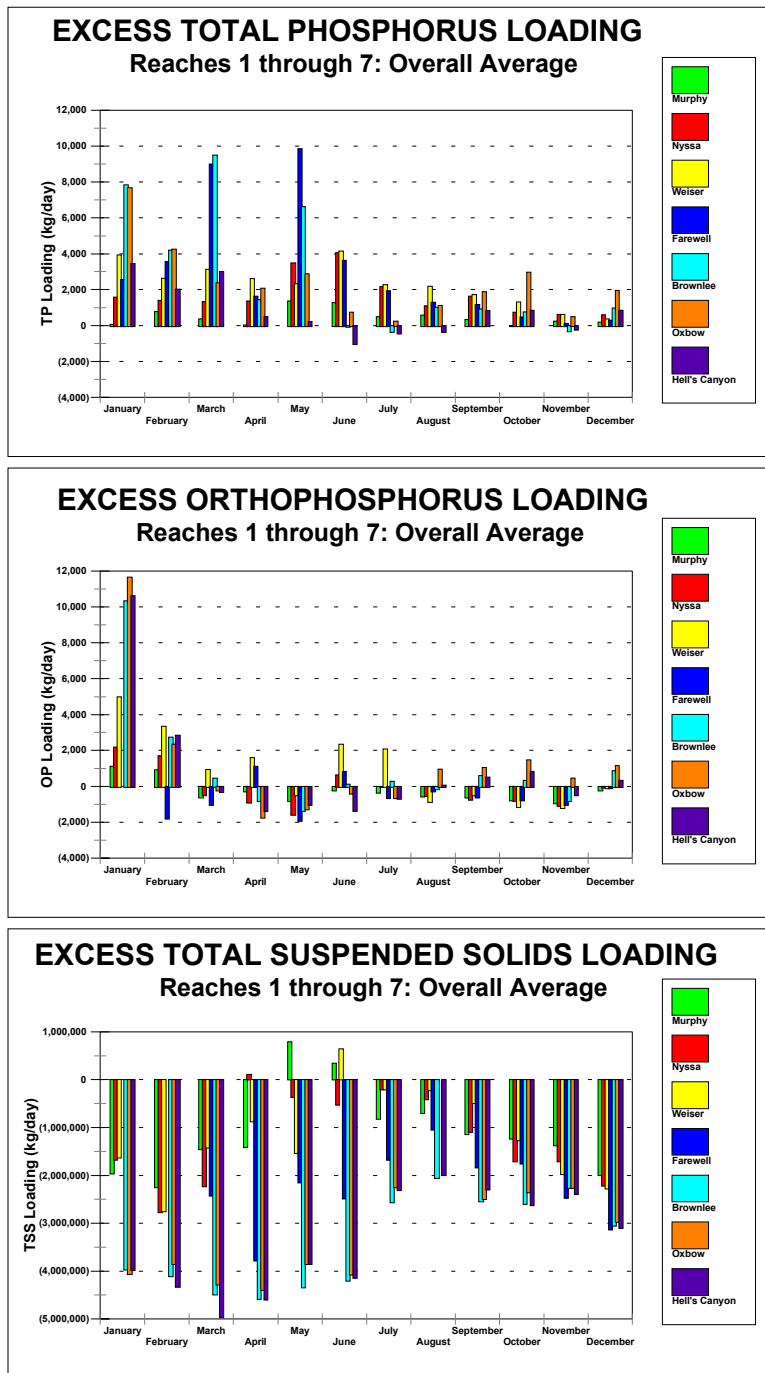 EXCESS TOTAL PHOSPHORUS LOADING
Reaches 1 through 7: Overall Average
12,000
10,000
8,000
6,000
4,000
2,000
0
(2,000)
(4,000)
TP Loading (kg/day)
January
February
March
April
May
June
July
August
September
October
November
December
Murphy
Nyssa
Weiser
Farewell
Brownlee
Oxbow
Hell's Canyon
EXCESS ORTHOPHOSPHORUS LOADING
Reaches 1 through 7: Overall Average
12,000
10,000
8,000
6,000
4,000
2,000
0
(2,000)
(4,000)
OP Loading (kg/day)
January
February
March
April
May
June
July
August
September
October
November
December
Murphy
Nyssa
Weiser
Farewell
Brownlee
Oxbow
Hell's Canyon
EXCESS TOTAL SUSPENDED SOLIDS LOADING
Reaches 1 through 7: Overall Average
1,000,000
0
(1,000,000)
(2,000,000)
(3,000,000)
(4,000,000)
(5,000,000)
TSS Loading (kg/day)
January
February
March
April
May
June
July
August
September
October
November
December
Murphy
Nyssa
Weiser
Farewell
Brownlee
Oxbow
Hell's Canyon